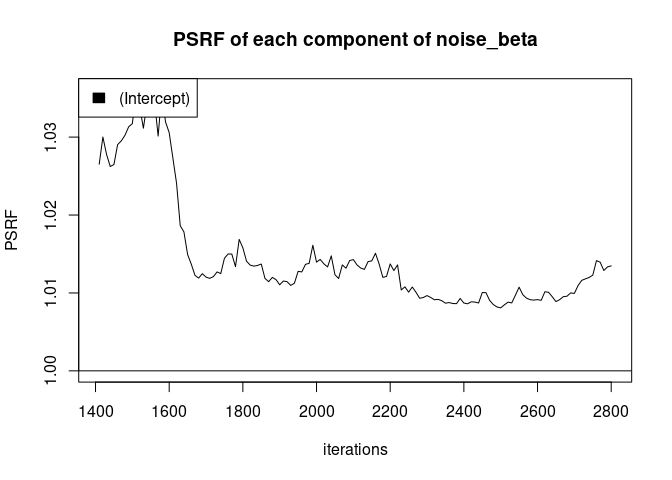 PSRF of each component of noise_beta
(Intercept)
PSRF
1.03
1.02
1.01
1.00
1400 1600 1800 2000 2200 2400 2600 2800
iterations